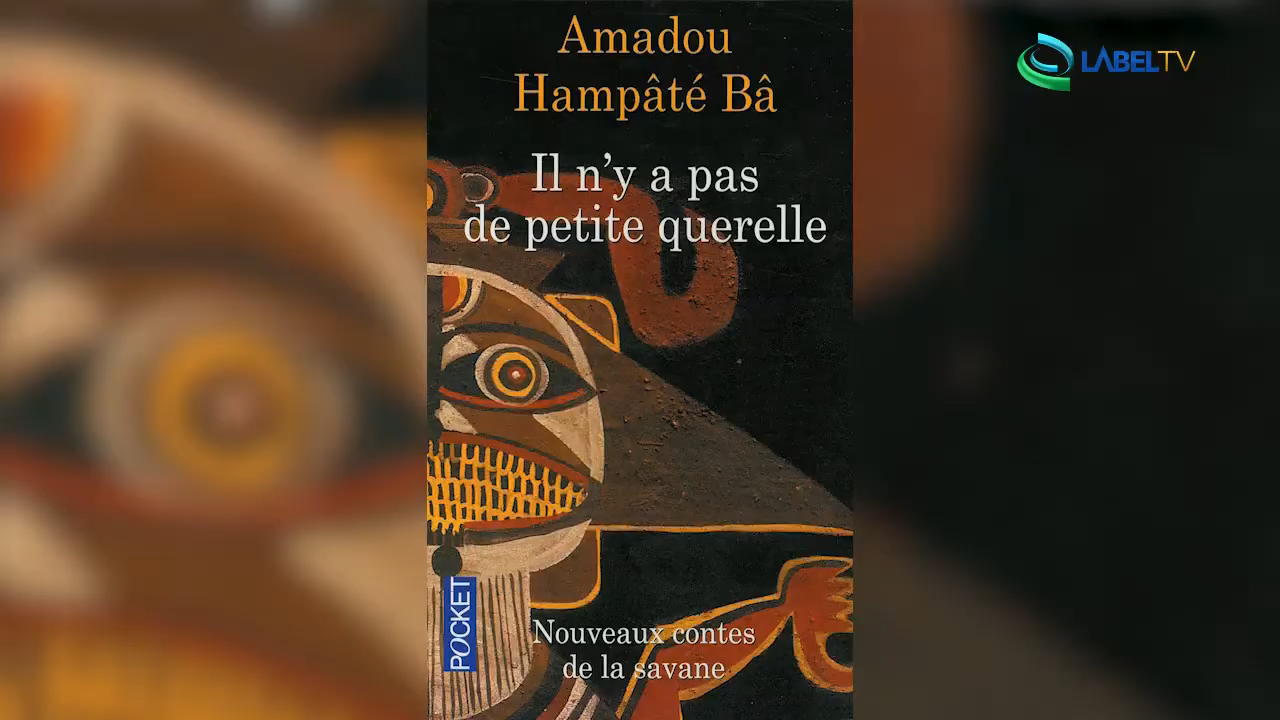 LABELTV
Amadou
Hampâté Bâ
Il n'y a pas
de petite querelle
POCKET
Nouveaux contes
de la savane